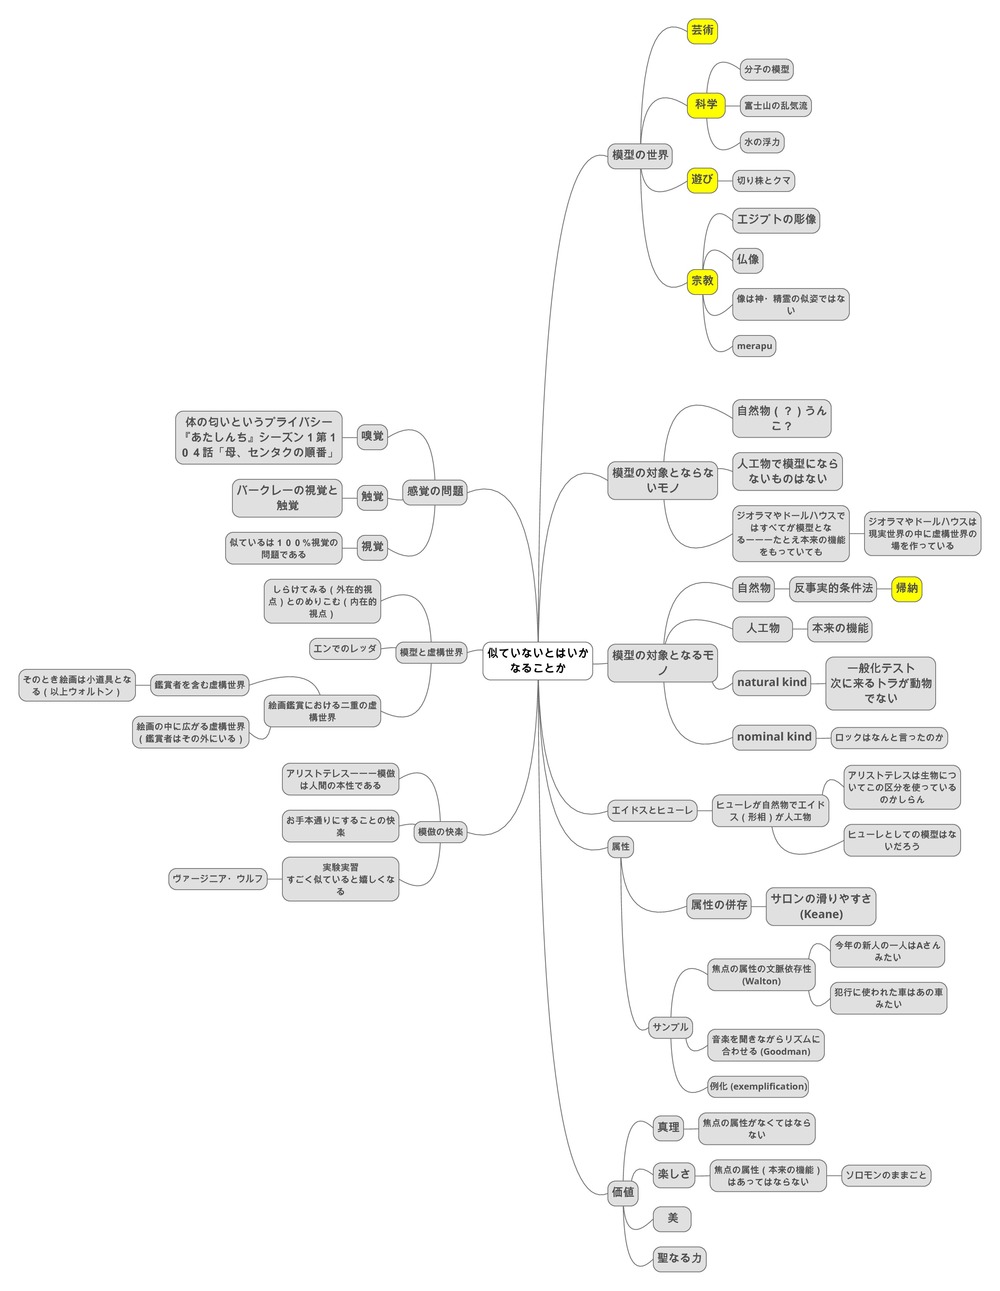 似ていないとはいか
なることか
模型の世界
芸術
科学
分子の模型
富士山の乱気流
水の浮力
遊び
切り株とクマ
宗教
エジプトの彫像
仏像
像は神・精霊の似姿ではな
い
merapu
模型の対象とならな
いモノ
自然物（？）うん
こ？
人工物で模型になら
ないものはない
ジオラマやドールハウスで
はすべてが模型とな
るーーーたとえ本来の機能
をもっていても
ジオラマやドールハウスは
現実世界の中に虚構世界の
場を作っている
模型の対象となるモ
ノ
自然物
反事実的条件法
帰納
人工物
本来の機能
natural kind
一般化テスト
次に来るトラが動物
でない
nominal kind
ロックはなんと言ったのか
エイドスとヒューレ
ヒューレが自然物でエイド
ス（形相）が人工物
アリストテレスは生物につ
いてこの区分を使っている
のかしらん
ヒューレとしての模型はな
いだろう
属性
属性の併存
サロンの滑りやすさ
(Keane)
サンプル
焦点の属性の文脈依存性
(Walton)
今年の新人の一人はAさん
みたい
犯行に使われた車はあの車
みたい
音楽を聞きながらリズムに
合わせる (Goodman)
例化 (exemplification)
価値
真理
焦点の属性がなくてはなら
ない
楽しさ
焦点の属性（本来の機能）
はあってはならない
ソロモンのままごと
美
聖なる力
感覚の問題
嗅覚
体の匂いというプライバシー
『あたしんち』シーズン１第１
０４話「母、センタクの順番」
触覚
バークレーの視覚と
触覚
視覚
似ているは１００％視覚の
問題である
模型と虚構世界
しらけてみる（外在的視
点）とのめりこむ（内在的
視点）
エンでのレッダ
絵画鑑賞における二重の虚
構世界
鑑賞者を含む虚構世界
そのとき絵画は小道具とな
る（以上ウォルトン）
絵画の中に広がる虚構世界
（鑑賞者はその外にいる）
模倣の快楽
アリストテレスーーー模倣
は人間の本性である
お手本通りにすることの快
楽
実験実習
すごく似ていると嬉しくな
る
ヴァージニア・ウルフ